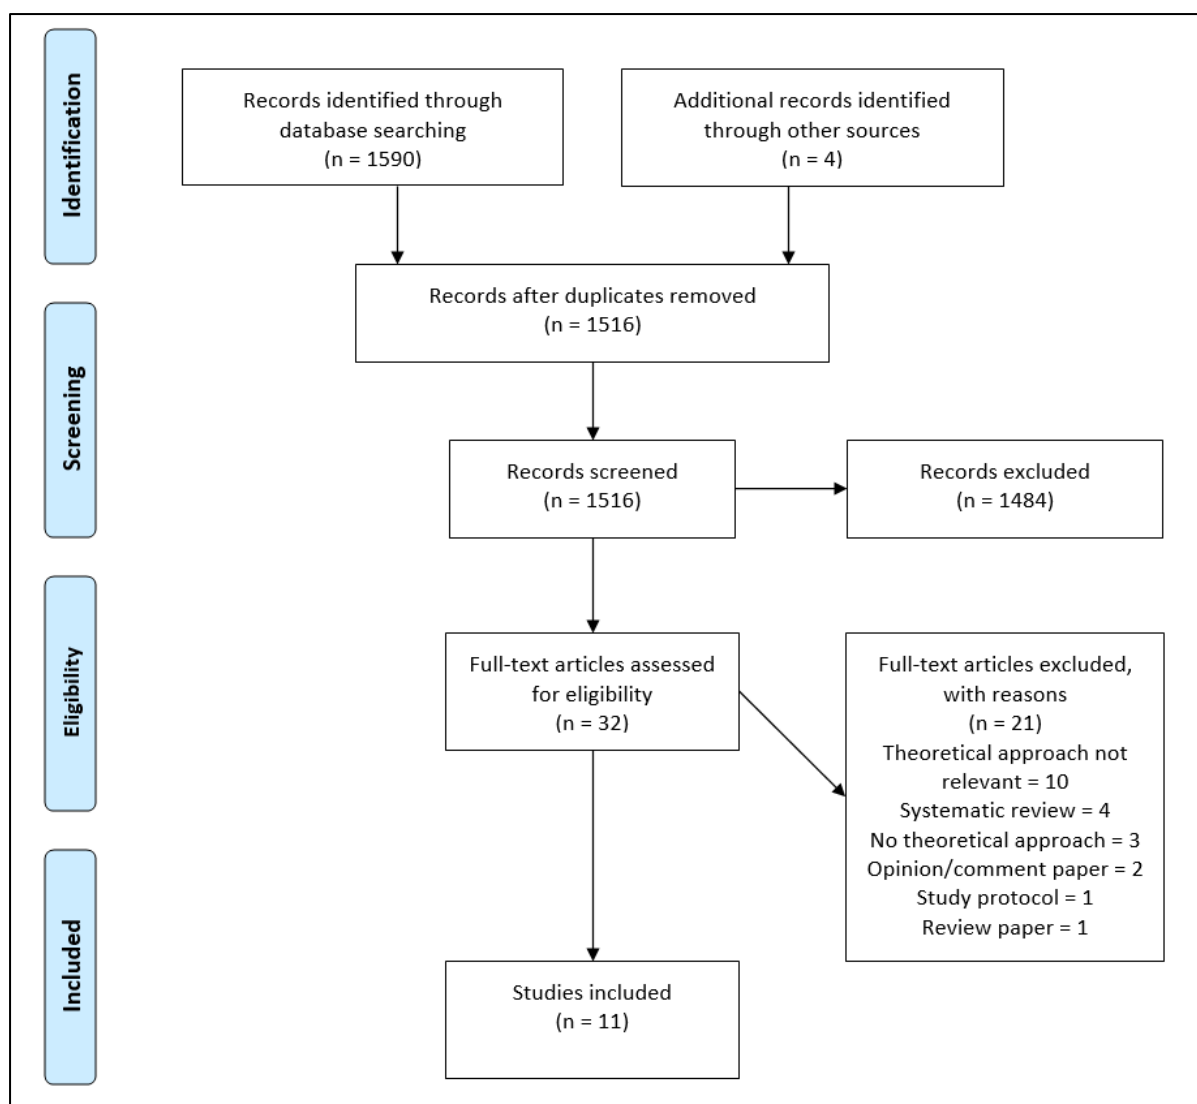 Identification
Records identified through
database searching
(n = 1590)
Additional records identified
through other sources
(n = 4)
Records after duplicates removed
(n = 1516)
Screening
Records screened
(n = 1516)
Records excluded
(n = 1484)
Eligibility
Full-text articles assessed
for eligibility
(n = 32)
Full-text articles excluded,
with reasons
(n = 21)
Theoretical approach not
relevant = 10
Systematic review = 4
No theoretical approach = 3
Opinion/comment paper = 2
Study protocol = 1
Review paper = 1
Included
Studies included
(n = 11)